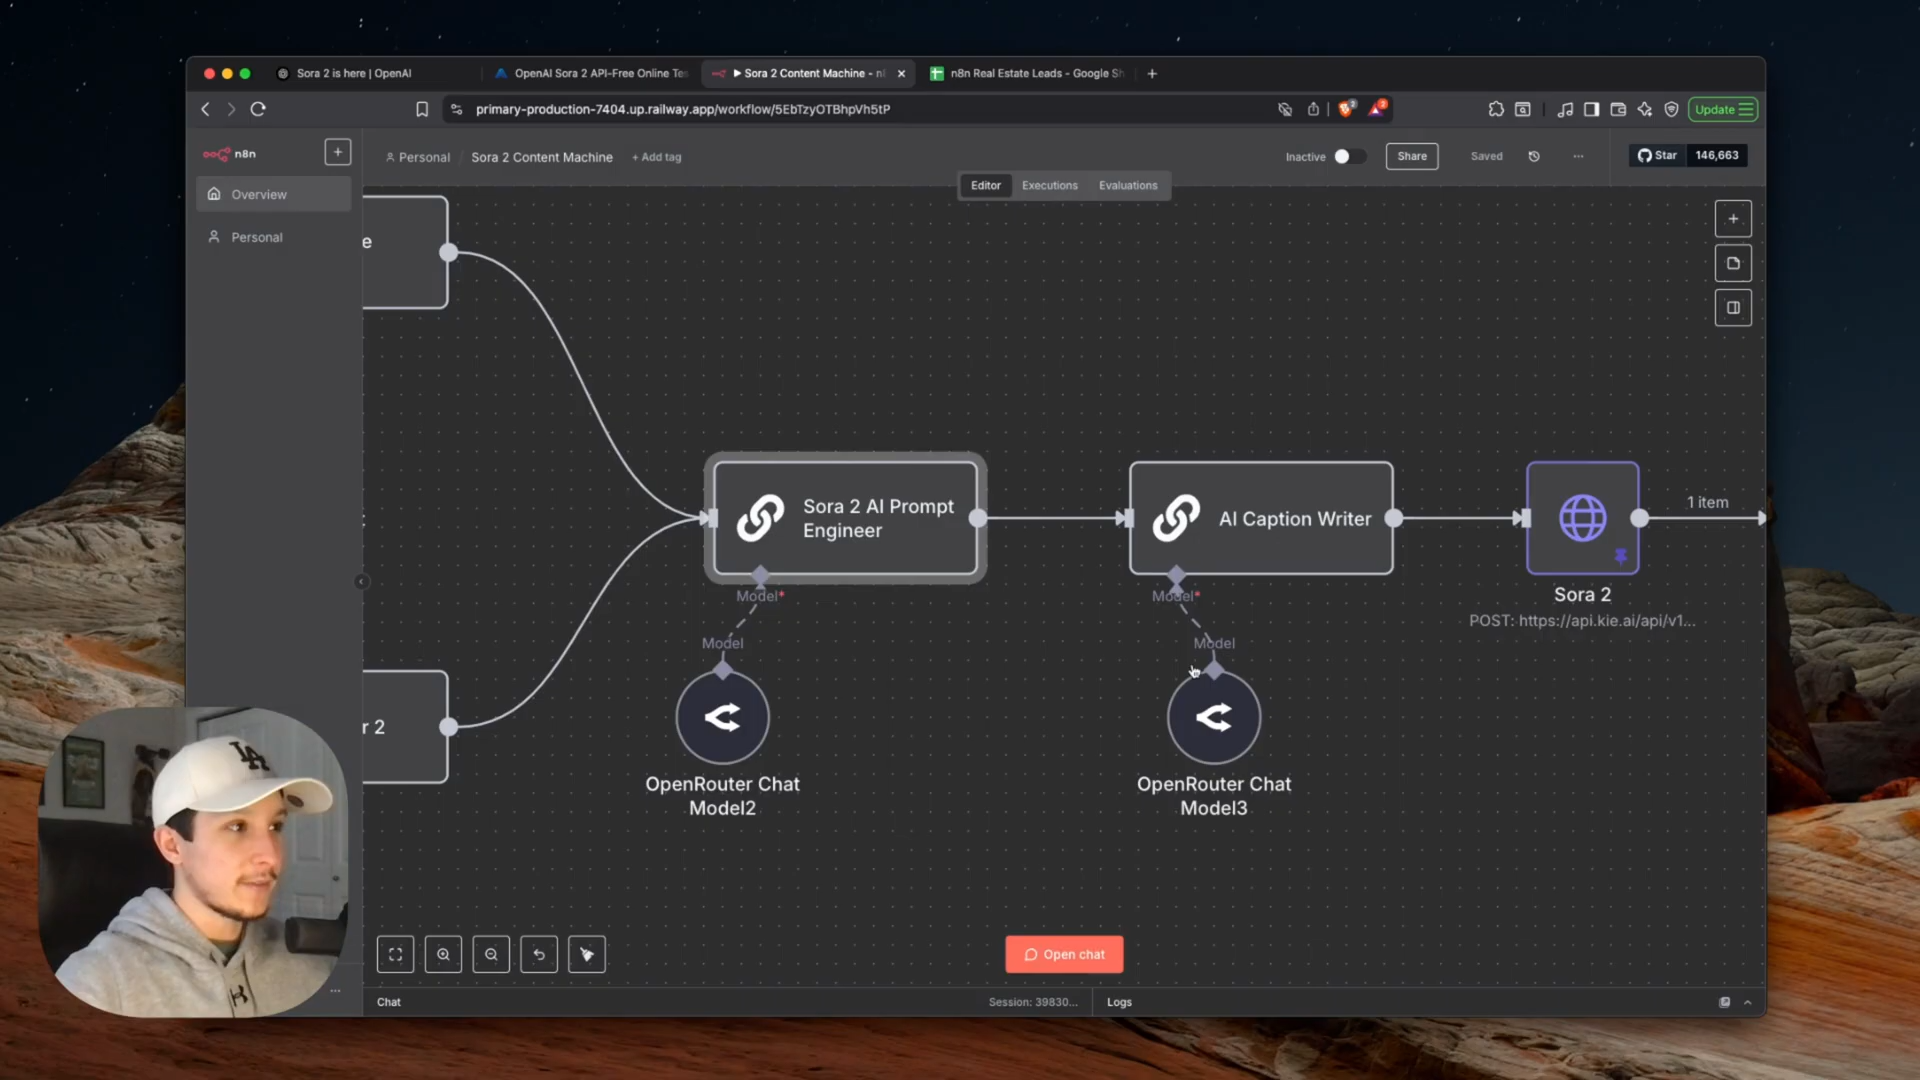 Sora 2 is here | OpenAI
OpenAI Sora 2 API-Free Online Tes
Sora 2 Content Machine - n8
n8n Real Estate Leads - Google Sh
primary-production-7404.up.railway.app/workflow/5EbTzyOTBhpVh5tP
Update
n8n
Personal / Sora 2 Content Machine + Add tag
Inactive
Share
Saved
...
Star 146,663
Editor Executions Evaluations
Overview
Personal
e
r 2
Sora 2 AI Prompt
Engineer
Model*
Model
OpenRouter Chat
Model2
AI Caption Writer
Model*
Model
OpenRouter Chat
Model3
1 item
Sora 2
POST: https://api.kie.ai/api/v1...
LA
Open chat
...
Chat
Session: 39830...
Logs